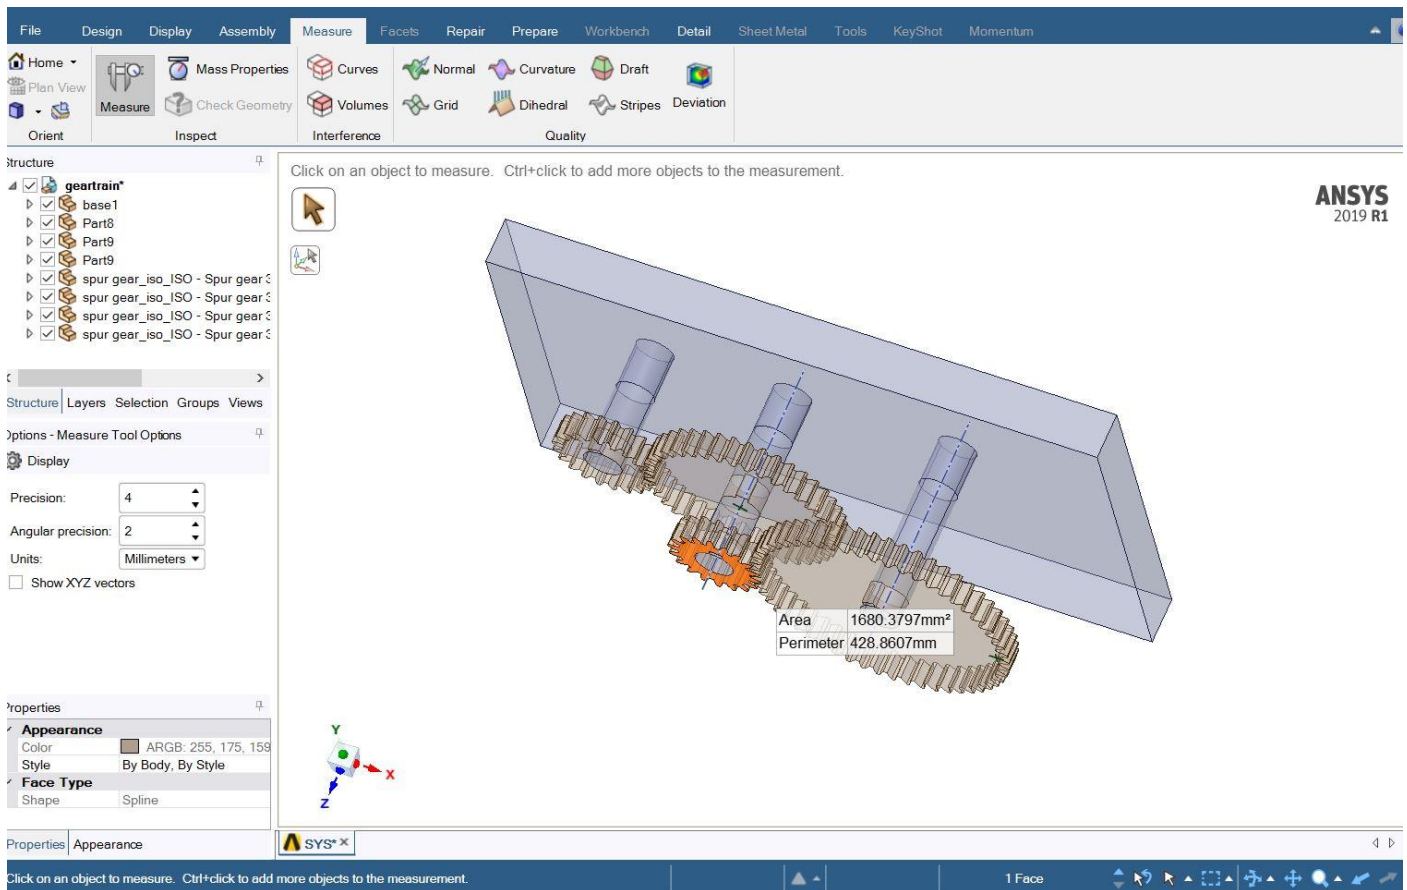 File Design Display Assembly Measure Facets Repair Prepare Workbench Detail Sheet Metal Tools KeyShot Momentum
Home
Plan View
Orient
Measure
Mass Properties
Check Geometry
Inspect
Curves
Volumes
Interference
Normal Curvature Draft
Grid Dihedral Stripes
Deviation
Quality
Structure
geartrain*
base1
Part8
Part9
Part9
spur gear_iso_ISO - Spur gear 3
spur gear_iso_ISO - Spur gear 3
spur gear_iso_ISO - Spur gear 3
spur gear_iso_ISO - Spur gear 3
Structure Layers Selection Groups Views
Options - Measure Tool Options
Display
Precision: 4
Angular precision: 2
Units: Millimeters
Show XYZ vectors
Properties
Appearance
Color ARGB: 255, 175, 159
Style By Body, By Style
Face Type
Shape Spline
Properties Appearance
Click on an object to measure. Ctrl+click to add more objects to the measurement.
ANSYS
2019 R1
Area 1680.3797mm²
Perimeter 428.8607mm
Y
X
Z
SYS*
Click on an object to measure. Ctrl+click to add more objects to the measurement.
1 Face